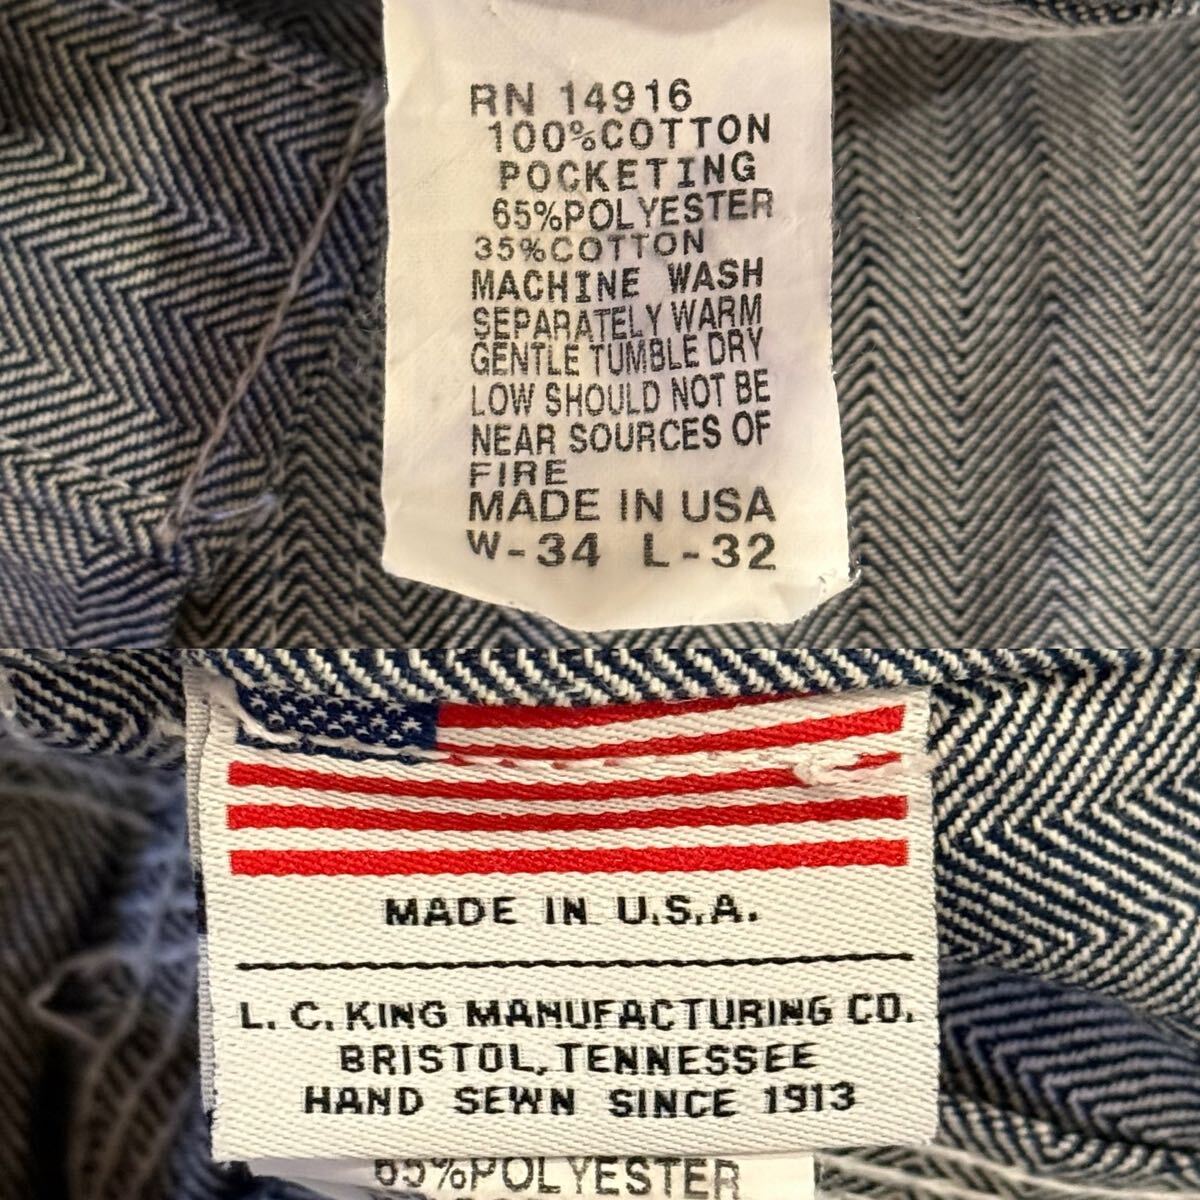 RN 14916
100%COTTON
POCKETING
65%POLYESTER
35%COTTON
MACHINE WASH
SEPARATELY WARM
GENTLE TUMBLE DRY
LOW SHOULD NOT BE
NEAR SOURCES OF
FIRE
MADE IN USA
W-34 L-32
MADE IN U.S.A.
L. C. KING MANUFACTURING CO.
BRISTOL, TENNESSEE
HAND SEWN SINCE 1913
65%POLYESTER